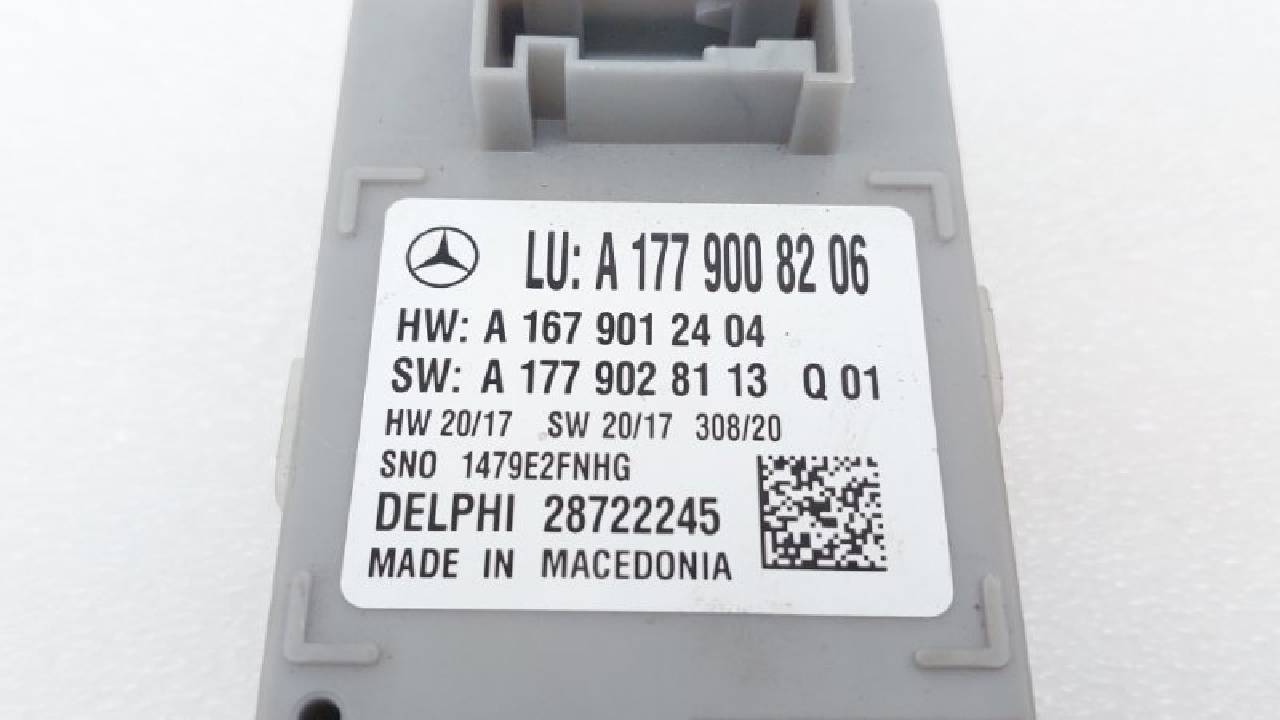 LU: A 177 900 82 06
HW: A 167 901 24 04
SW: A 177 902 81 13 Q 01
HW 20/17 SW 20/17 308/20
SNO 1479E2FNHG
DELPHI 28722245
MADE IN MACEDONIA